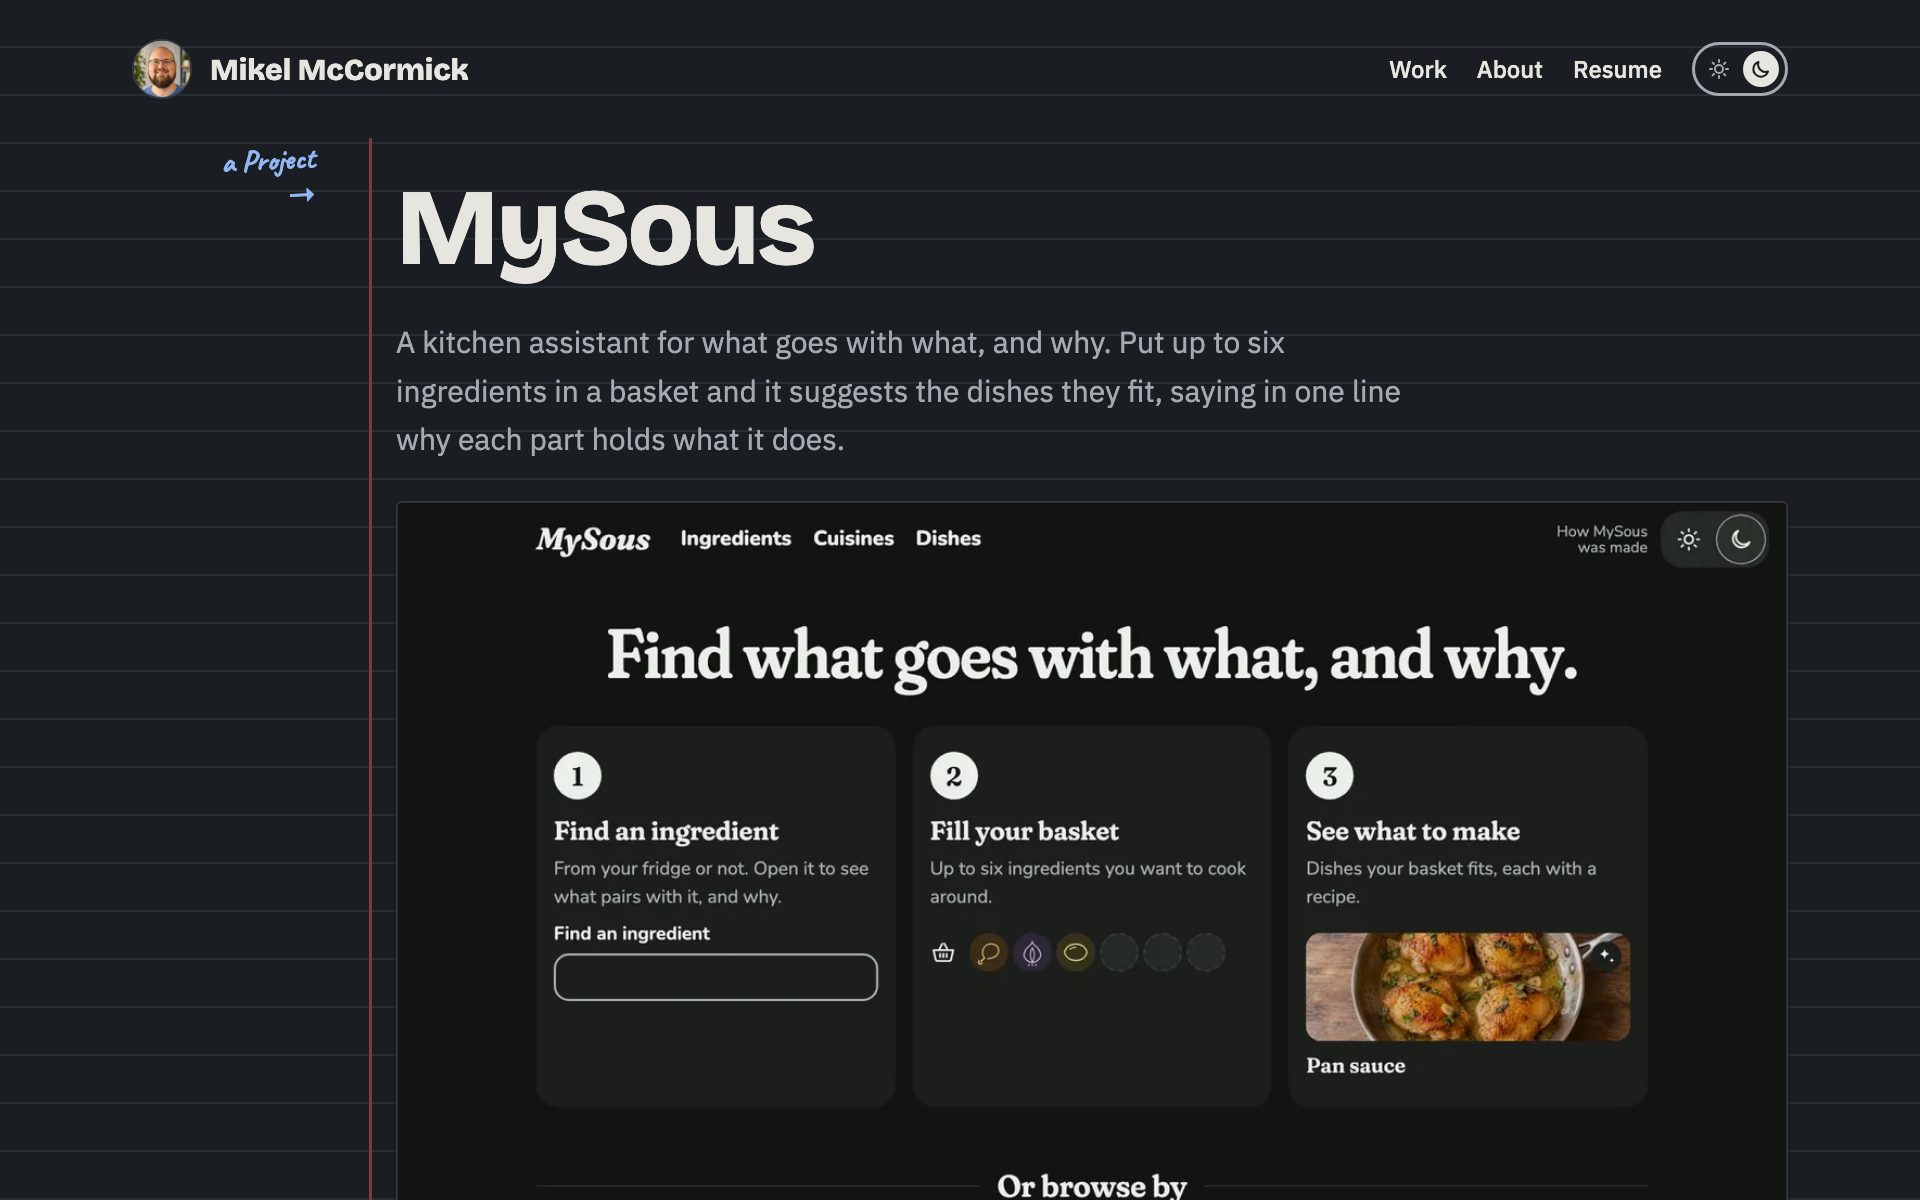 Mikel McCormick
Work About Resume
a Project
→
MySous
A kitchen assistant for what goes with what, and why. Put up to six
ingredients in a basket and it suggests the dishes they fit, saying in one line
why each part holds what it does.
MySous Ingredients Cuisines Dishes
How MySous
was made
Find what goes with what, and why.
1
Find an ingredient
From your fridge or not. Open it to see
what pairs with it, and why.
Find an ingredient
2
Fill your basket
Up to six ingredients you want to cook
around.
3
See what to make
Dishes your basket fits, each with a
recipe.
Pan sauce
Or browse by